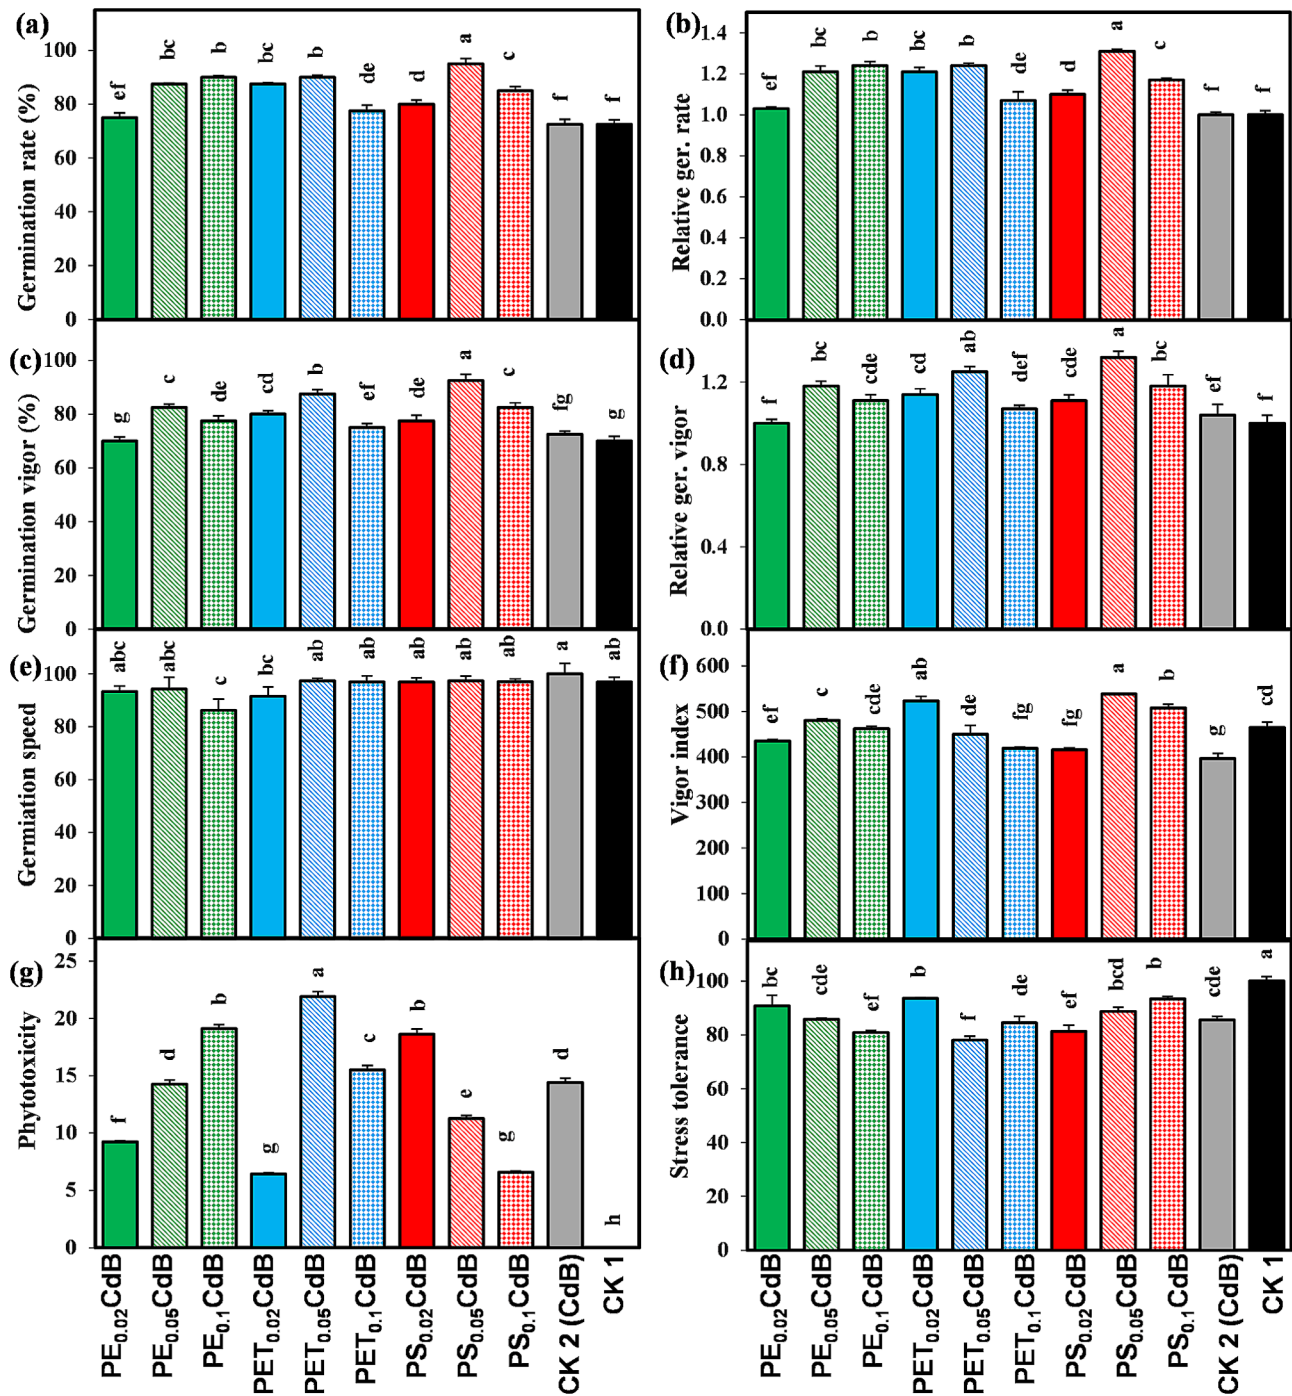 (a)
Germination rate (%)
100
80
60
40
20
0
ef
bc
b
bc
b
de
d
a
c
f
f
(b)
Relative ger. rate
1.4
1.2
1.0
0.8
0.6
0.4
0.2
0.0
ef
bc
b
bc
b
de
d
a
c
f
f
(c)
Germination vigor (%)
100
80
60
40
20
0
g
c
de
cd
b
ef
de
a
c
fg
g
(d)
Relative ger. vigor
1.2
0.8
0.4
0.0
f
bc
cde
cd
ab
def
cde
a
bc
ef
f
(e)
Germiation speed
100
80
60
40
20
0
abc
abc
c
bc
ab
ab
ab
ab
ab
a
ab
(f)
Vigor index
600
500
400
300
200
100
0
ef
c
cde
ab
de
fg
fg
a
b
g
cd
(g)
Phytotoxicity
25
20
15
10
5
0
f
d
b
g
a
c
b
e
g
d
h
(h)
Stress tolerance
100
80
60
40
20
0
bc
cde
ef
b
f
de
ef
bcd
b
cde
a
PE0.02CdB
PE0.05CdB
PE0.1CdB
PET0.02CdB
PET0.05CdB
PET0.1CdB
PS0.02CdB
PS0.05CdB
PS0.1CdB
CK 2 (CdB)
CK 1
PE0.02CdB
PE0.05CdB
PE0.1CdB
PET0.02CdB
PET0.05CdB
PET0.1CdB
PS0.02CdB
PS0.05CdB
PS0.1CdB
CK 2 (CdB)
CK 1